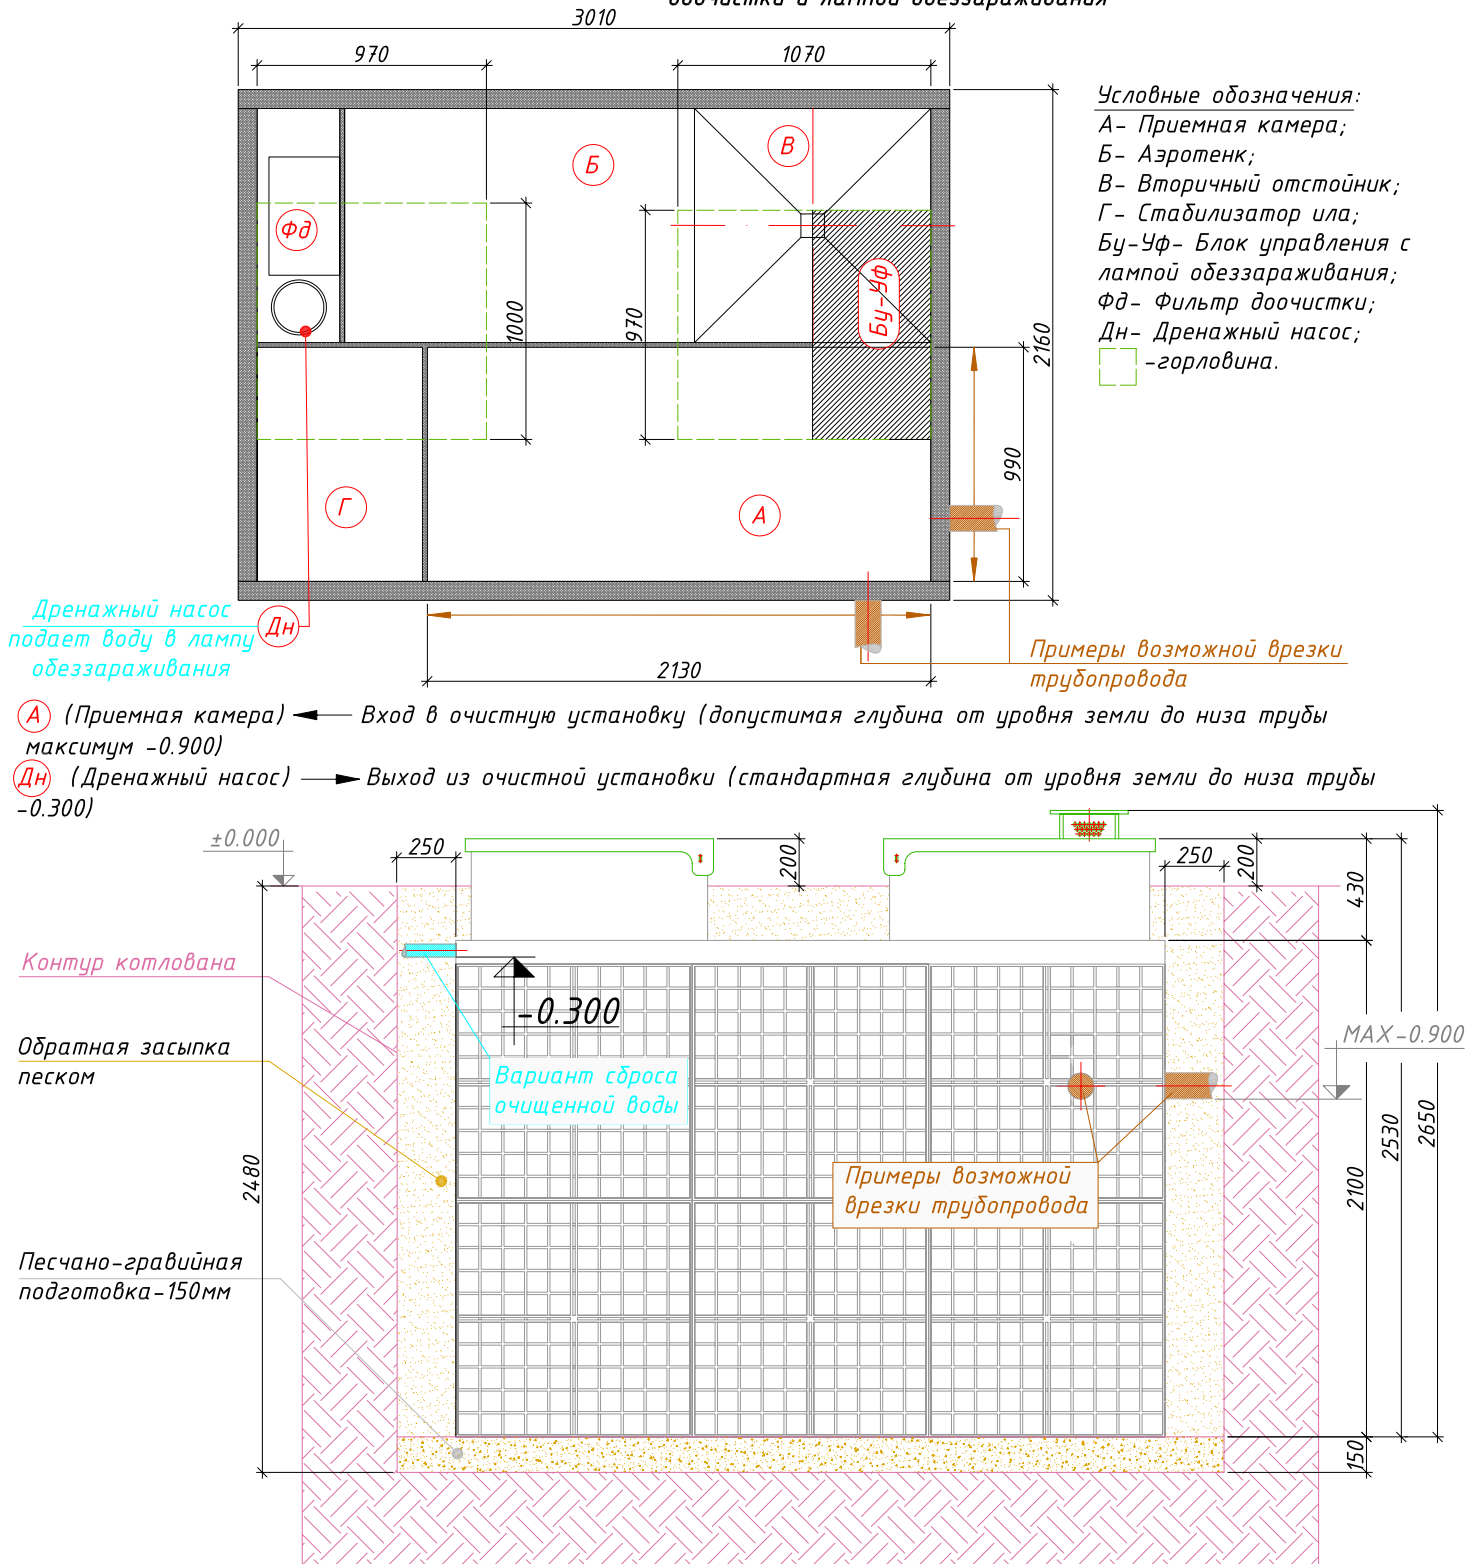 доочистки и лампой обеззараживания
3010
970
1070
Условные обозначения:
А- Приемная камера;
Б- Аэротенк;
В- Вторичный отстойник;
Г- Стабилизатор ила;
Бу-Уф- Блок управления с
лампой обеззараживания;
Фд- Фильтр доочистки;
Дн- Дренажный насос;
-горловина.
Б
В
Фд
Бу-Уф
1000
970
2160
990
Г
А
Дренажный насос
подает воду в лампу
обеззараживания
Дн
2130
Примеры возможной врезки
трубопровода
А (Приемная камера) Вход в очистную установку (допустимая глубина от уровня земли до низа трубы
максимум -0.900)
Дн (Дренажный насос) Выход из очистной установки (стандартная глубина от уровня земли до низа трубы
-0.300)
±0.000
250
200
250
200
430
Контур котлована
-0.300
Обратная засыпка
песком
MAX-0.900
Вариант сброса
очищенной воды
2480
2100
2530
2650
Примеры возможной
врезки трубопровода
Песчано-гравийная
подготовка-150мм
150